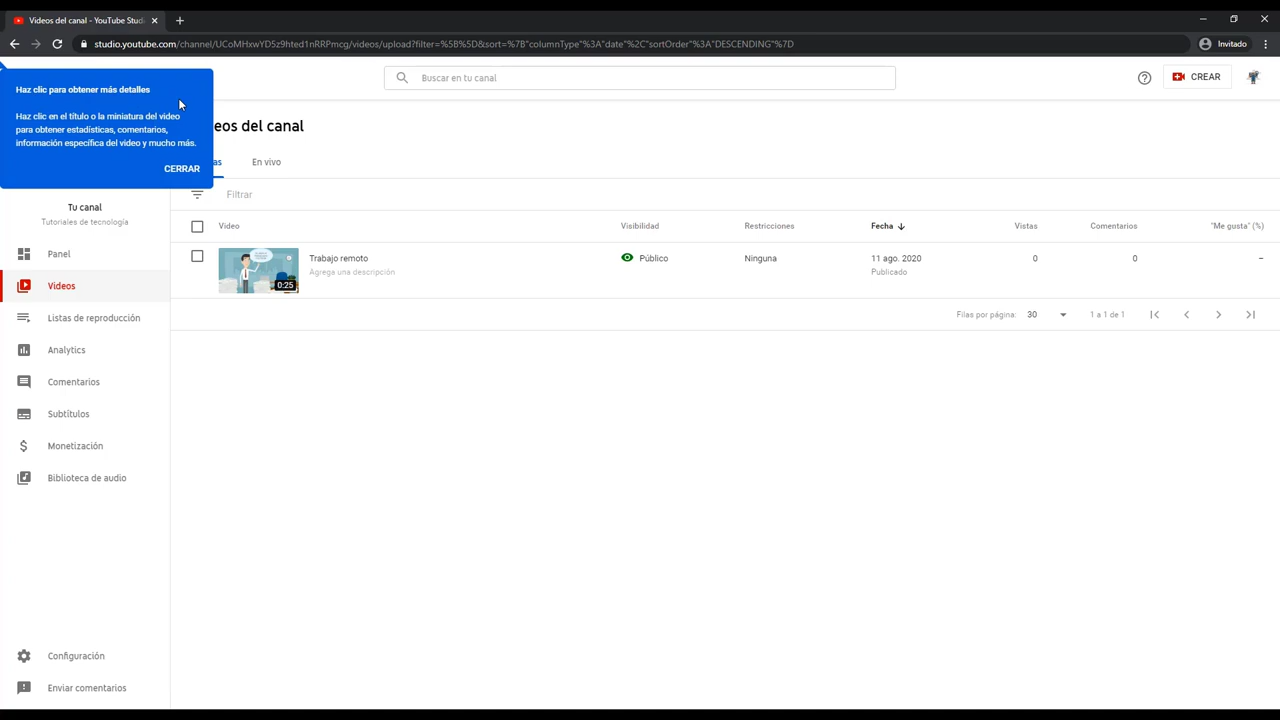 Videos del canal - YouTube Stud
studio.youtube.com/channel/UCoMHxwYD5z9hted1nRRPmcg/videos/upload?filter=%5B%5D&sort=%7B"columnType"%3A"date"%2C"sortOrder"%3A"DESCENDING"%7D
Invitado
Haz clic para obtener más detalles
Haz clic en el título o la miniatura del video
para obtener estadísticas, comentarios,
información específica del video y mucho más.
CERRAR
Buscar en tu canal
CREAR
eos del canal
as
En vivo
Filtrar
Tu canal
Tutoriales de tecnología
Panel
Videos
Listas de reproducción
Analytics
Comentarios
Subtítulos
Monetización
Biblioteca de audio
Configuración
Enviar comentarios
Video
Visibilidad
Restricciones
Fecha
Vistas
Comentarios
"Me gusta" (%)
0:25
Trabajo remoto
Agrega una descripción
Público
Ninguna
11 ago. 2020
Publicado
0
0
–
Filas por página:
30
1 a 1 de 1